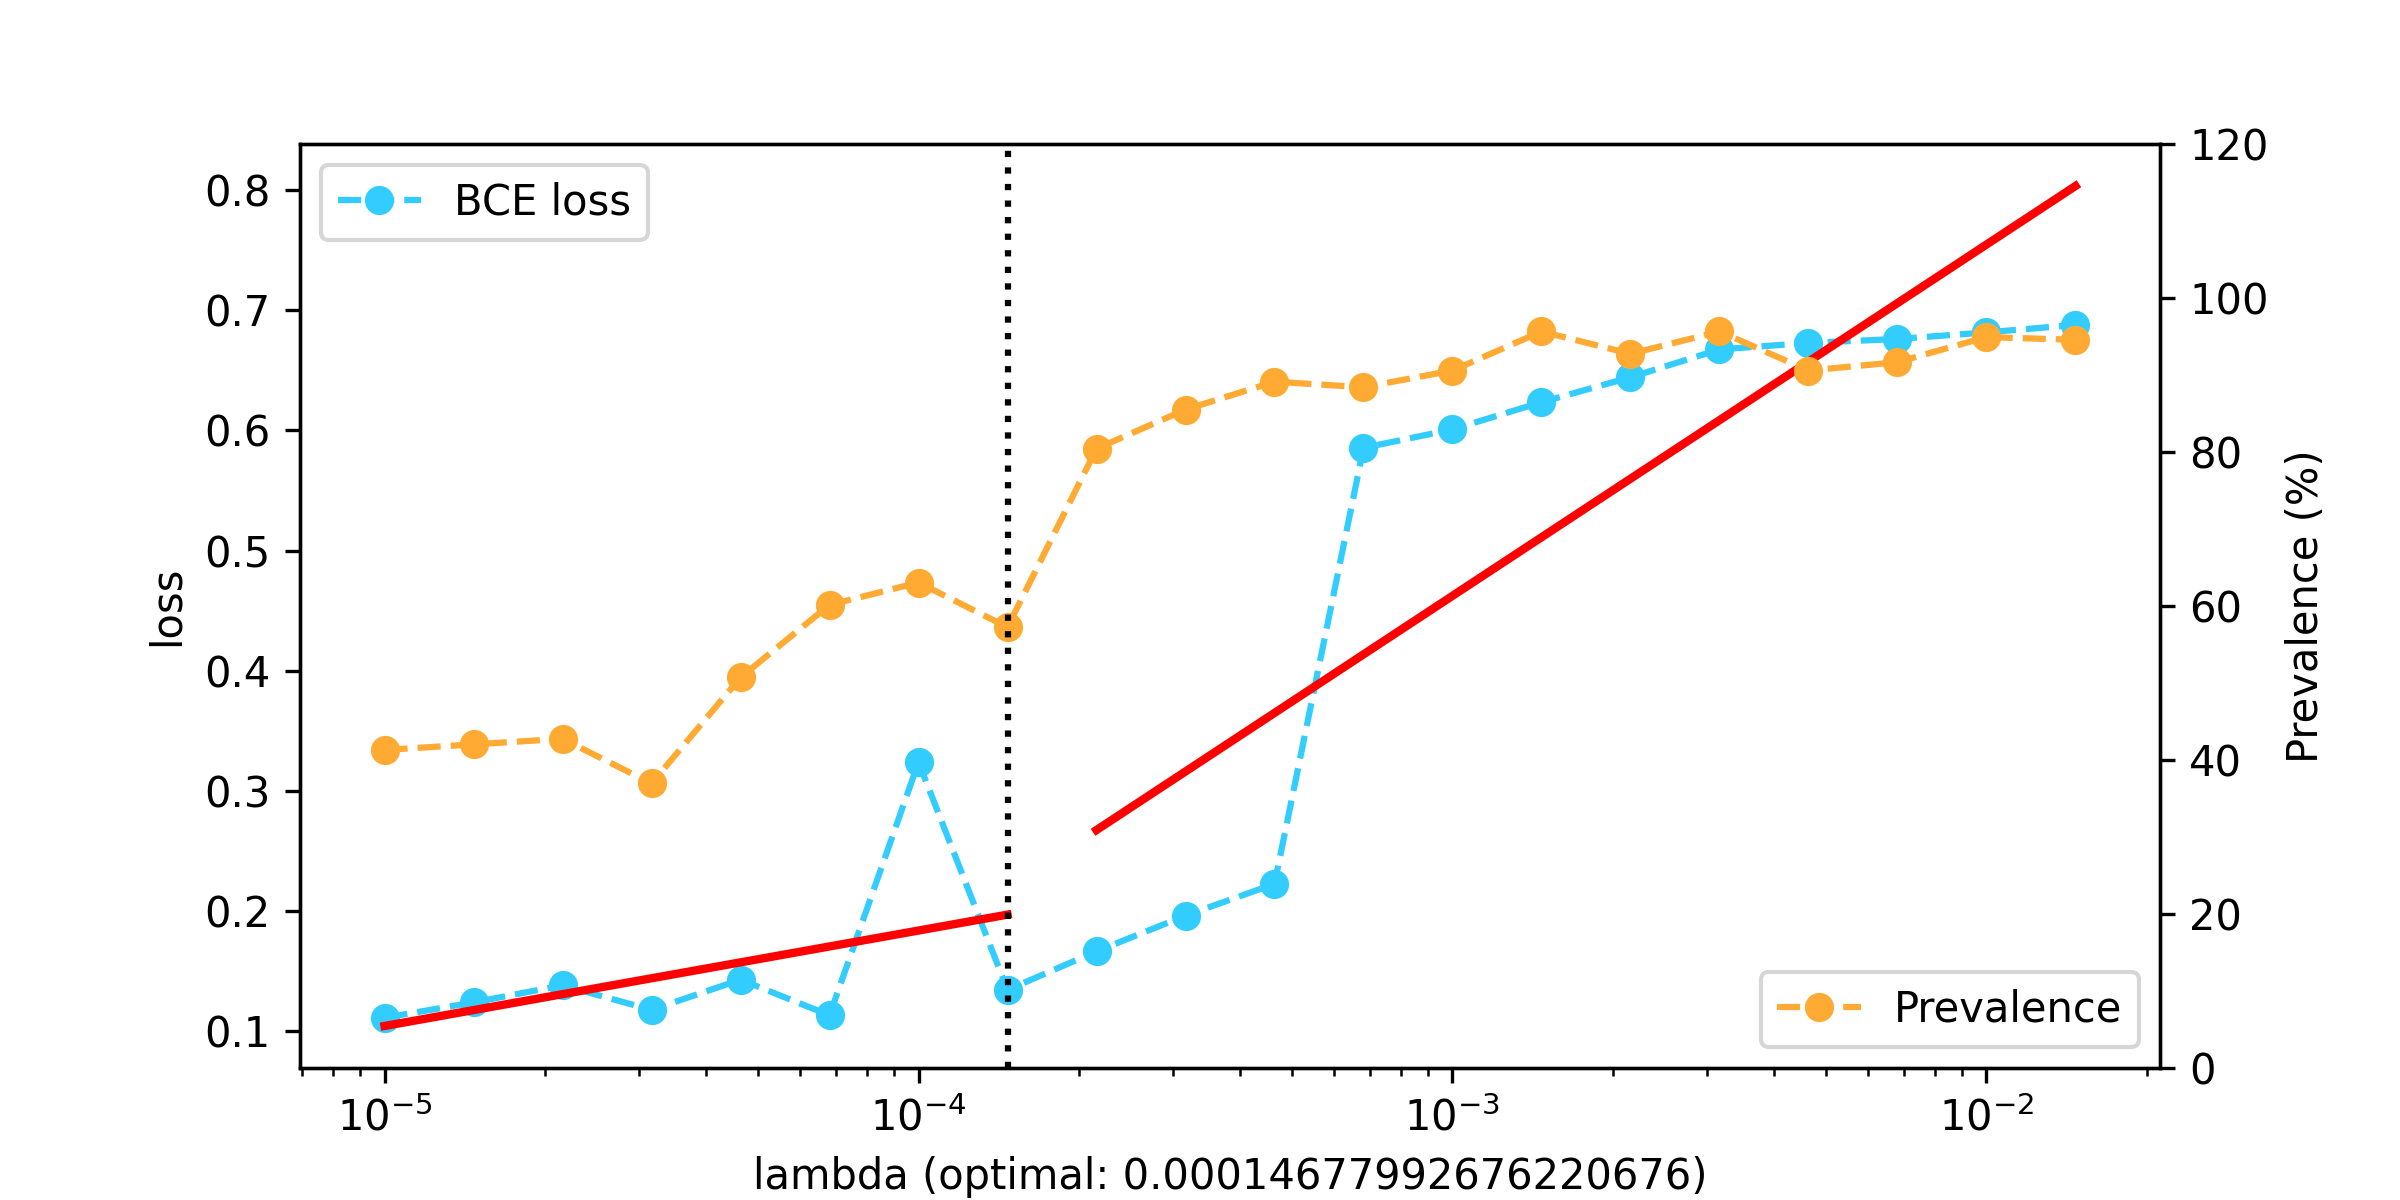 BCE loss
0.8
0.7
0.6
0.5
0.4
0.3
0.2
0.1
loss
120
100
80
60
40
20
0
Prevalence (%)
Prevalence
10⁻⁵ 10⁻⁴ 10⁻³ 10⁻²
lambda (optimal: 0.00014677992676220676)